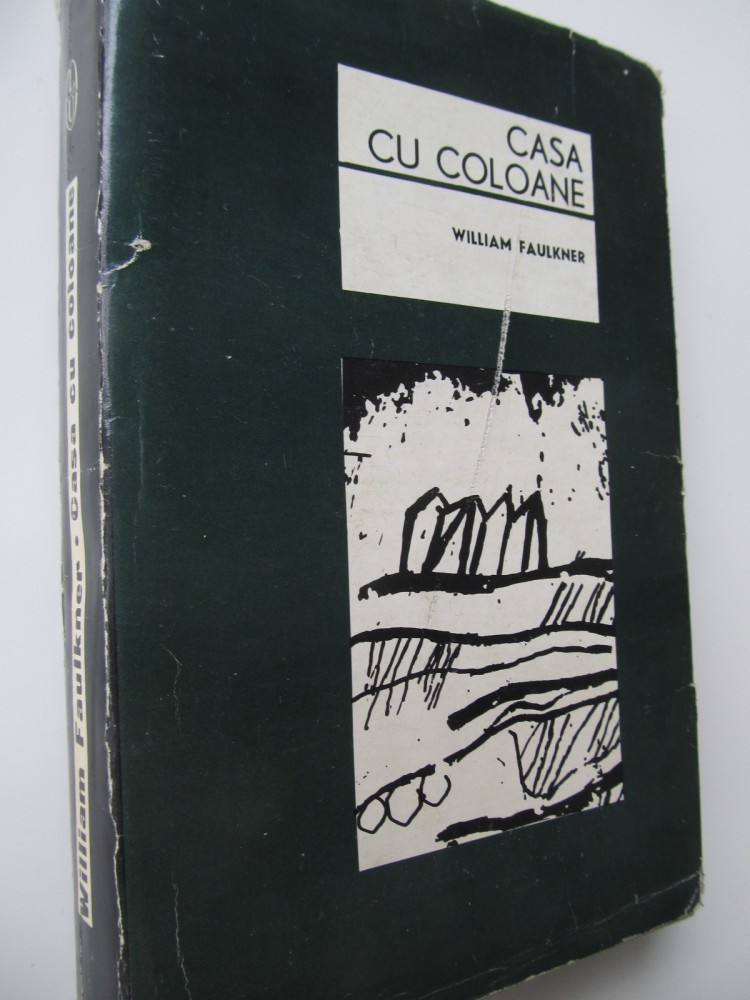 CASA
CU COLOANE
WILLIAM FAULKNER
William Faulkner · Casa cu coloane